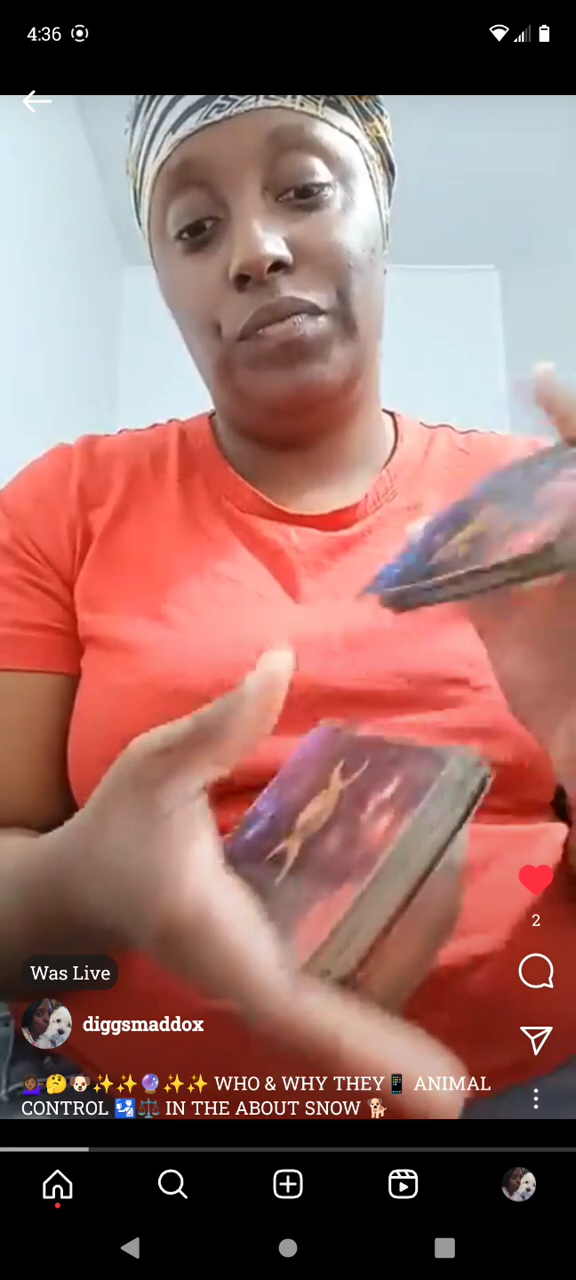 4:36
2
Was Live
diggsmaddox
🤷🏾‍♀️🤔🐶✨✨🔮✨✨ WHO & WHY THEY📱 ANIMAL
CONTROL 🛂⚖️ IN THE ABOUT SNOW 🐕